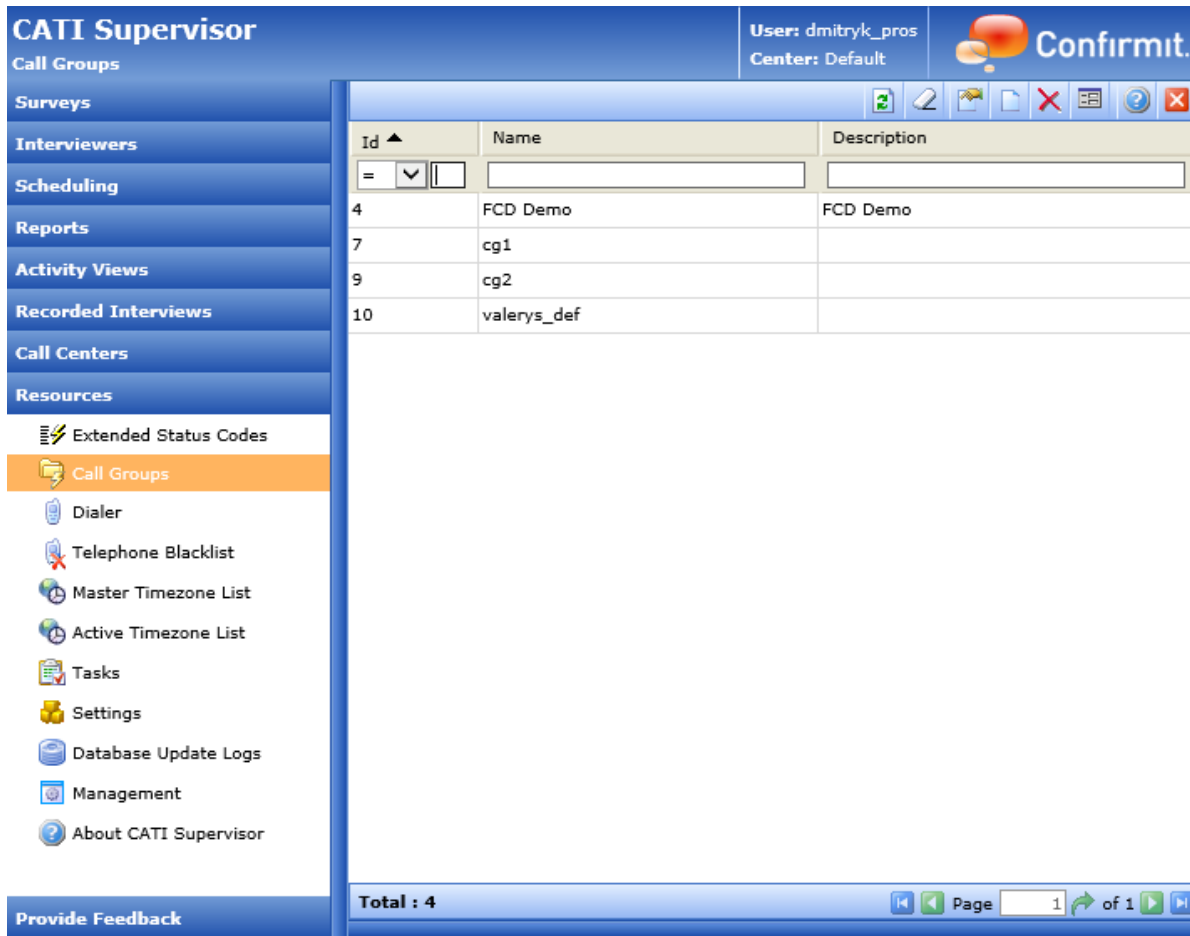 CATI Supervisor
Call Groups
User: dmitryk_pros
Center: Default
Confirmit.
Surveys
Interviewers
Scheduling
Reports
Activity Views
Recorded Interviews
Call Centers
Resources
Extended Status Codes
Call Groups
Dialer
Telephone Blacklist
Master Timezone List
Active Timezone List
Tasks
Settings
Database Update Logs
Management
About CATI Supervisor
Provide Feedback
Id Name Description
=
4 FCD Demo FCD Demo
7 cg1
9 cg2
10 valerys_def
Total : 4 Page 1 of 1